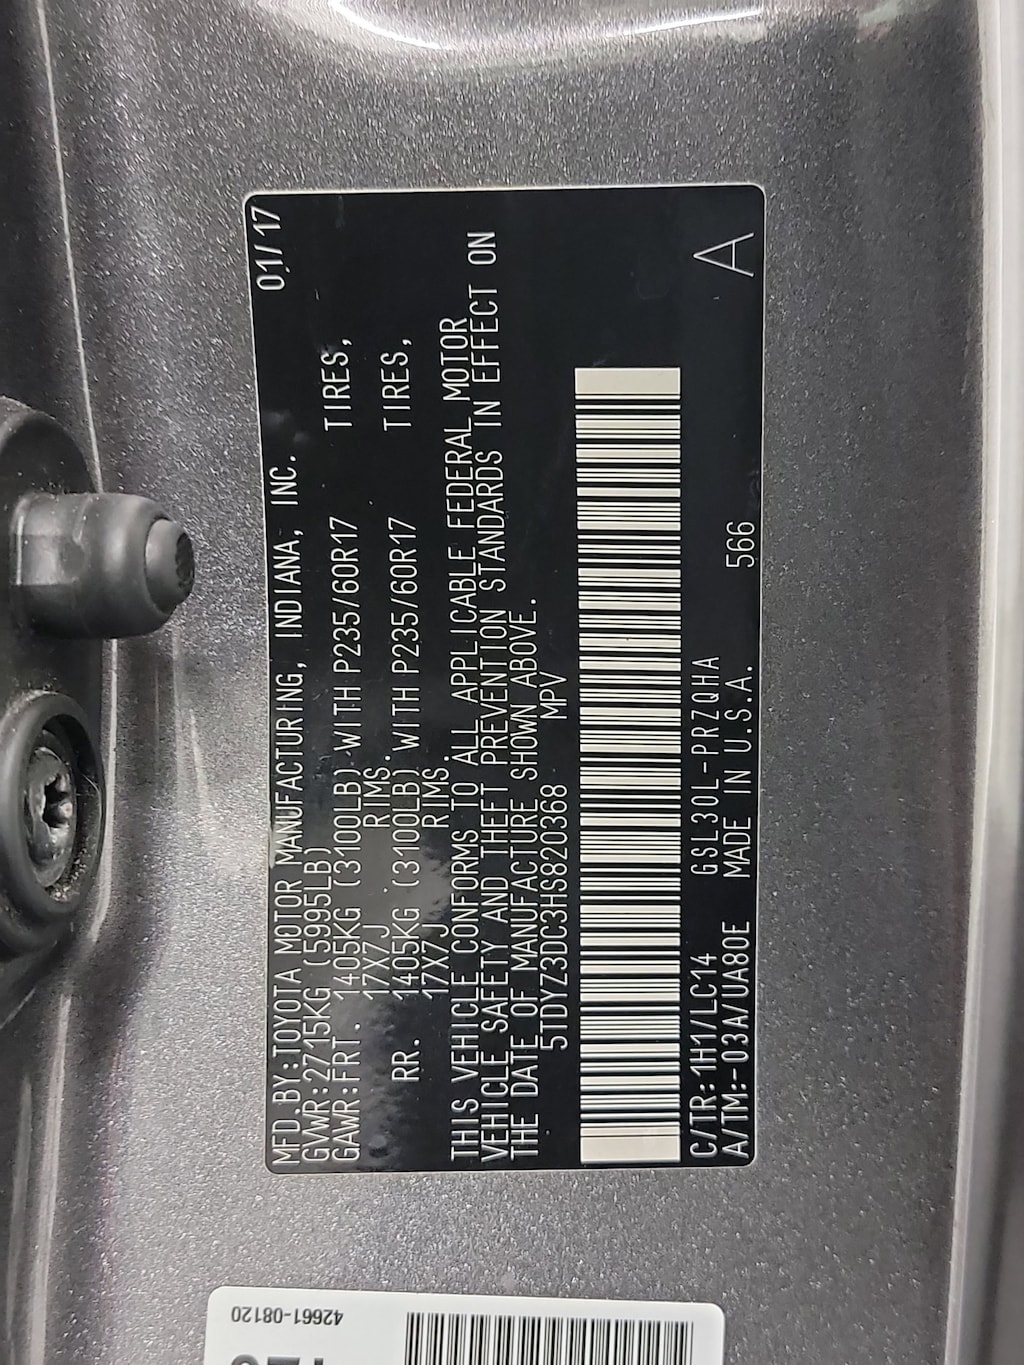 MFD.BY:TOYOTA MOTOR MANUFACTURING, INDIANA, INC. 01/17
GVWR:2715KG (5995LB)
GAWR:FRT. 1405KG (3100LB) WITH P235/60R17 TIRES,
17X7J RIMS.
RR. 1405KG (3100LB) WITH P235/60R17 TIRES,
17X7J RIMS.
THIS VEHICLE CONFORMS TO ALL APPLICABLE FEDERAL MOTOR
VEHICLE SAFETY AND THEFT PREVENTION STANDARDS IN EFFECT ON
THE DATE OF MANUFACTURE SHOWN ABOVE.
5TDYZ3DC3HS820368 MPV
C/TR:1H1/LC14 GSL30L-PRZQHA
A/TM:-03A/UA80E MADE IN U.S.A. 566
A
42661-08120